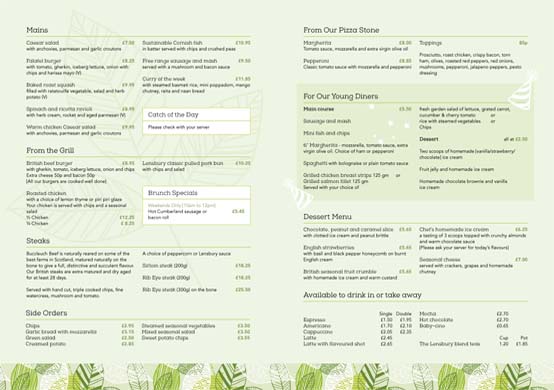 Mains
Caesar salad £7.50
with anchovies, parmesan and garlic croutons
Falafel burger £8.25
with tomato, gherkin, iceberg lettuce, onion with
chips and harissa mayo (V)
Baked roast squash £9.95
filled with ratatouille vegetable, salad and herb
potato (V)
Spinach and ricotta ravioli £8.95
with herb cream, rocket and aged parmesan (V)
Warm chicken Caesar salad £9.95
with anchovies, parmesan and garlic croutons
Sustainable Cornish fish £10.95
in batter served with chips and crushed peas
Free range sausage and mash £9.50
served with a mushroom and bacon sauce
Curry of the week £11.85
with steamed basmati rice, mini poppadom, mango
chutney, raita and naan bread
Catch of the Day
Please check with your server
From the Grill
British beef burger £9.95
with gherkin, tomato, iceberg lettuce, onion and chips
Extra cheese 50p and bacon 50p
(All our burgers are cooked well done)
Roasted chicken
with a choice of lemon thyme or piri piri glaze
Your chicken is served with chips and a seasonal
salad
½ Chicken £12.25
¼ Chicken £ 8.25
Lunsbury classic pulled pork bun £10.25
with chips and salad
Brunch Specials
Weekends Only (10am to 12pm)
Hot Cumberland sausage or £5.45
bacon roll
Steaks
Buccleuch Beef is naturally reared on some of the
best farms in Scotland, matured naturally on the
bone to give a full, distinctive and succulent flavour.
Our British steaks are extra matured and dry aged
for at least 28 days.
Served with hand cut, triple cooked chips, fine
watercress, mushroom and tomato.
A choice of peppercorn or Lunsbury sauce
Sirloin steak (200g) £18.25
Rib Eye steak (200g) £18.25
Rib Eye steak (300g) on the bone £25.50
Side Orders
Chips £2.95
Garlic bread with mozzarella £3.15
Green salad £2.50
Creamed potato £2.85
Steamed seasonal vegetables £3.50
Mixed seasonal salad £3.50
Sweet potato chips £3.55
From Our Pizza Stone
Margherita £8.00
Tomato sauce, mozzarella and extra virgin olive oil
Pepperoni £8.85
Classic tomato sauce with mozzarella and pepperoni
Toppings 85p
Prosciutto, roast chicken, crispy bacon, torn
ham, olives, roasted red peppers, red onions,
mushrooms, pepperoni, jalapeno peppers, pesto
dressing
For Our Young Diners
Main course £5.50
Sausage and mash
Mini fish and chips
6" Margherita - mozzarella, tomato sauce, extra
virgin olive oil. Choice of ham or pepperoni
Spaghetti with bolognaise or plain tomato sauce
Grilled chicken breast strips 125 gm or
Grilled salmon fillet 125 gm
Served with your choice of
fresh garden salad of lettuce, grated carrot,
cucumber & cherry tomato or
rice with steamed vegetables or
Chips
Dessert all at £2.50
Two scoops of homemade (vanilla/strawberry/
chocolate) ice cream
Fruit jelly and homemade ice cream
Homemade chocolate brownie and vanilla
ice cream
Dessert Menu
Chocolate, peanut and caramel slice £5.65
with clotted ice cream and peanut brittle
English strawberries £5.65
with basil and black pepper honeycomb on burnt
English cream
British seasonal fruit crumble £5.65
with homemade ice cream and warm custard
Chef's homemade ice cream £6.25
a tasting of 3 scoops topped with crunchy almonds
and warm chocolate sauce
(Please ask your server for today's flavours)
Seasonal cheese £7.00
served with crackers, grapes and homemade
chutney
Available to drink in or take away
Single Double
Espresso £1.50 £1.95
Americano £1.70 £2.10
Cappuccino £2.05 £2.35
Latte £2.45
Latte with flavoured shot £2.65
Mocha £2.70
Hot chocolate £2.70
Baby-cino £0.65
Cup Pot
The Lunsbury blend teas 1.20 £1.85